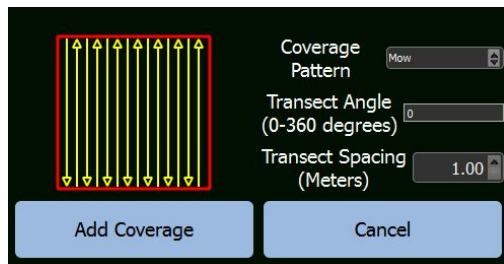 Coverage
Pattern
Mow
Transect Angle
(0-360 degrees)
0
Transect Spacing
(Meters)
1.00
Add Coverage
Cancel